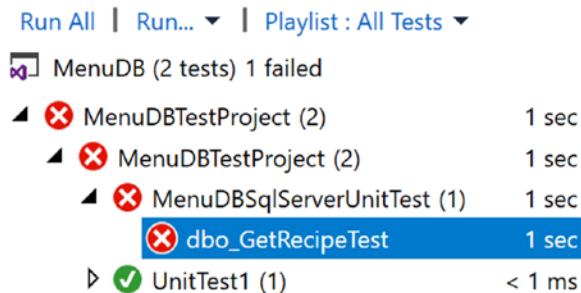 Run All | Run... | Playlist : All Tests
MenuDB (2 tests) 1 failed
MenuDBTestProject (2) 1 sec
MenuDBTestProject (2) 1 sec
MenuDBSqlServerUnitTest (1) 1 sec
dbo_GetRecipeTest 1 sec
UnitTest1 (1) < 1 ms